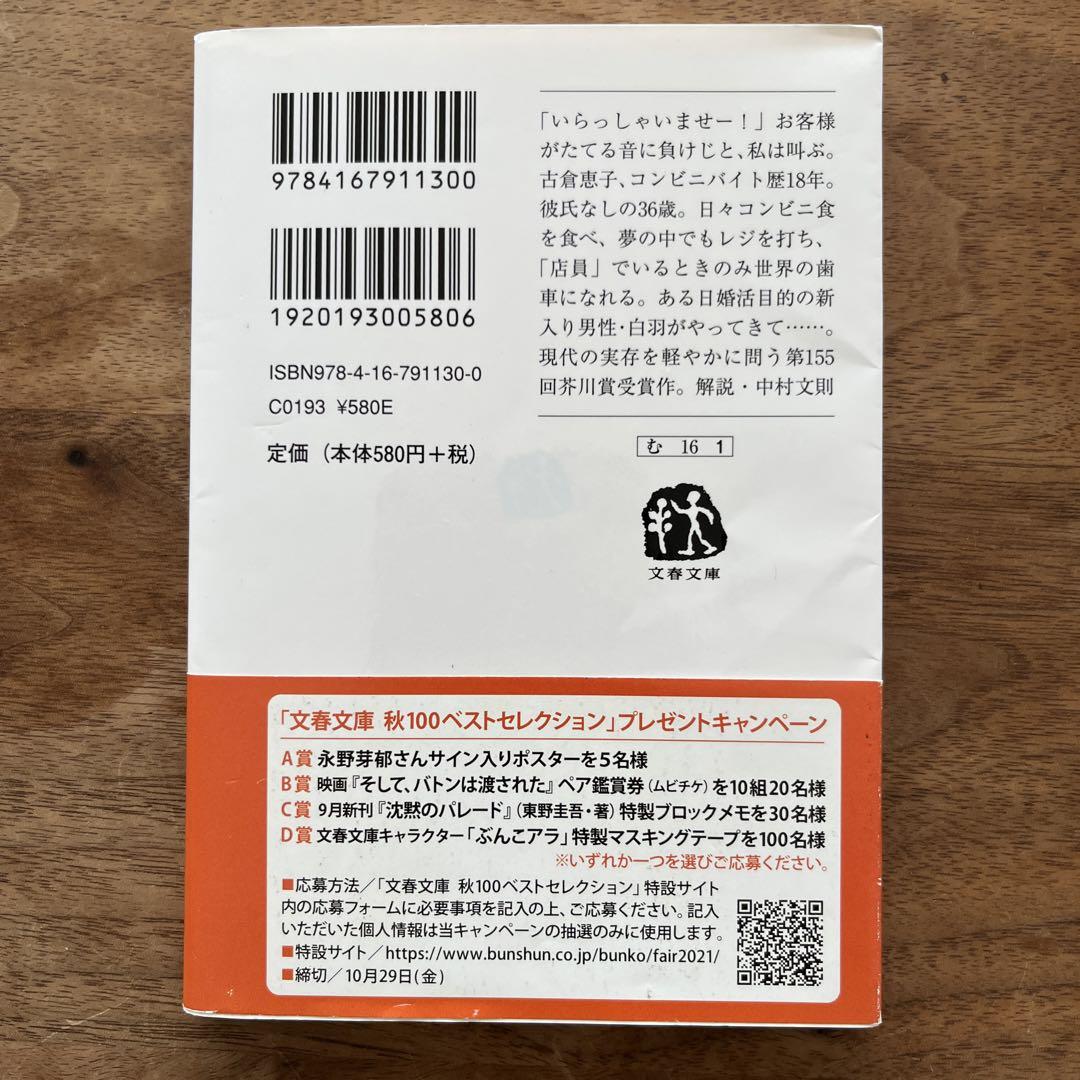 9784167911300
1920193005806
ISBN978-4-16-791130-0
C0193 ¥580E
定価（本体580円＋税）
「いらっしゃいませー！」お客様
がたてる音に負けじと、私は叫ぶ。
古倉恵子、コンビニバイト歴18年。
彼氏なしの36歳。日々コンビニ食
を食べ、夢の中でもレジを打ち、
「店員」でいるときのみ世界の歯
車になれる。ある日婚活目的の新
入り男性・白羽がやってきて……。
現代の実存を軽やかに問う第155
回芥川賞受賞作。解説・中村文則
む 16 1
文春文庫
「文春文庫 秋100ベストセレクション」プレゼントキャンペーン
A賞 永野芽郁さんサイン入りポスターを5名様
B賞 映画『そして、バトンは渡された』ペア鑑賞券（ムビチケ）を10組20名様
C賞 9月新刊『沈黙のパレード』（東野圭吾・著）特製ブロックメモを30名様
D賞 文春文庫キャラクター「ぶんこアラ」特製マスキングテープを100名様
※いずれか一つを選びご応募ください。
■応募方法／「文春文庫 秋100ベストセレクション」特設サイト
内の応募フォームに必要事項を記入の上、ご応募ください。記入
いただいた個人情報は当キャンペーンの抽選のみに使用します。
■特設サイト／https://www.bunshun.co.jp/bunko/fair2021/
■締切／10月29日(金)